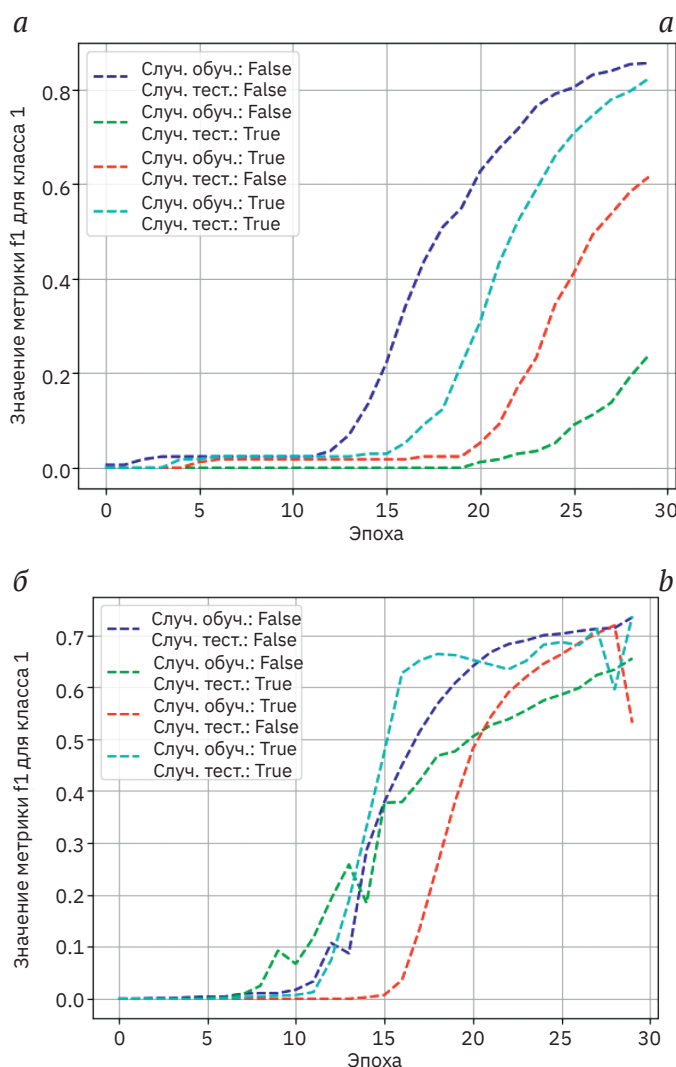 а a
Случ. обуч.: False
Случ. тест.: False
Случ. обуч.: False
Случ. тест.: True
Случ. обуч.: True
Случ. тест.: False
Случ. обуч.: True
Случ. тест.: True
Значение метрики f1 для класса 1
0.8
0.6
0.4
0.2
0.0
0 5 10 15 20 25 30
Эпоха
б b
Случ. обуч.: False
Случ. тест.: False
Случ. обуч.: False
Случ. тест.: True
Случ. обуч.: True
Случ. тест.: False
Случ. обуч.: True
Случ. тест.: True
Значение метрики f1 для класса 1
0.7
0.6
0.5
0.4
0.3
0.2
0.1
0.0
0 5 10 15 20 25 30
Эпоха